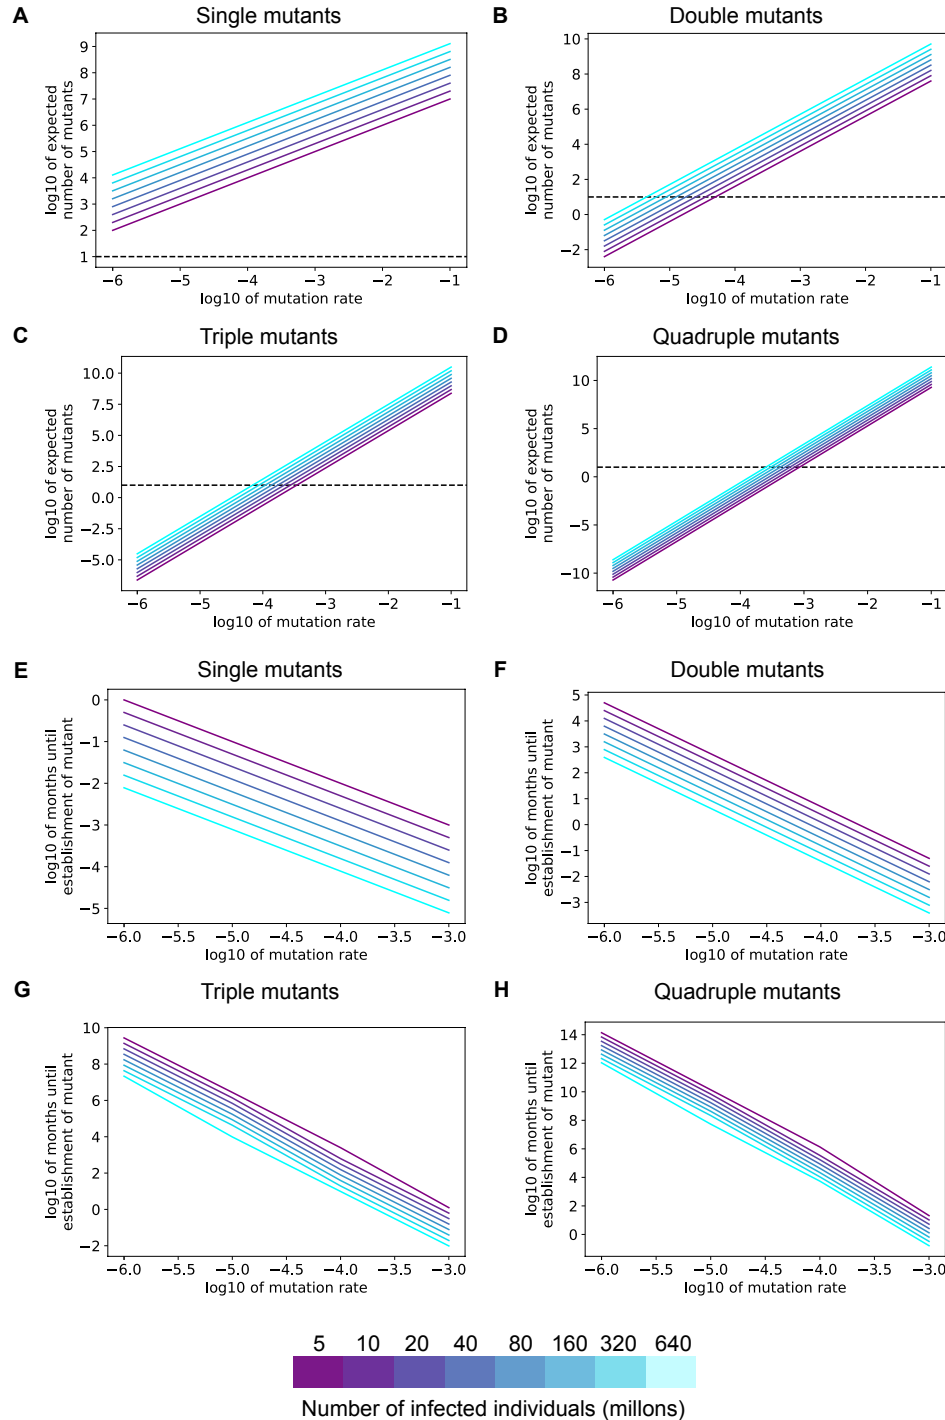 A
Single mutants
log10 of expected
number of mutants
9
8
7
6
5
4
3
2
1
−6 −5 −4 −3 −2 −1
log10 of mutation rate
B
Double mutants
log10 of expected
number of mutants
10
8
6
4
2
0
−2
−6 −5 −4 −3 −2 −1
log10 of mutation rate
C
Triple mutants
log10 of expected
number of mutants
10.0
7.5
5.0
2.5
0.0
−2.5
−5.0
−6 −5 −4 −3 −2 −1
log10 of mutation rate
D
Quadruple mutants
log10 of expected
number of mutants
10
5
0
−5
−10
−6 −5 −4 −3 −2 −1
log10 of mutation rate
E
Single mutants
log10 of months until
establishment of mutant
0
−1
−2
−3
−4
−5
−6.0 −5.5 −5.0 −4.5 −4.0 −3.5 −3.0
log10 of mutation rate
F
Double mutants
log10 of months until
establishment of mutant
5
4
3
2
1
0
−1
−2
−3
−6.0 −5.5 −5.0 −4.5 −4.0 −3.5 −3.0
log10 of mutation rate
G
Triple mutants
log10 of months until
establishment of mutant
10
8
6
4
2
0
−2
−6.0 −5.5 −5.0 −4.5 −4.0 −3.5 −3.0
log10 of mutation rate
H
Quadruple mutants
log10 of months until
establishment of mutant
14
12
10
8
6
4
2
0
−6.0 −5.5 −5.0 −4.5 −4.0 −3.5 −3.0
log10 of mutation rate
5 10 20 40 80 160 320 640
Number of infected individuals (millons)